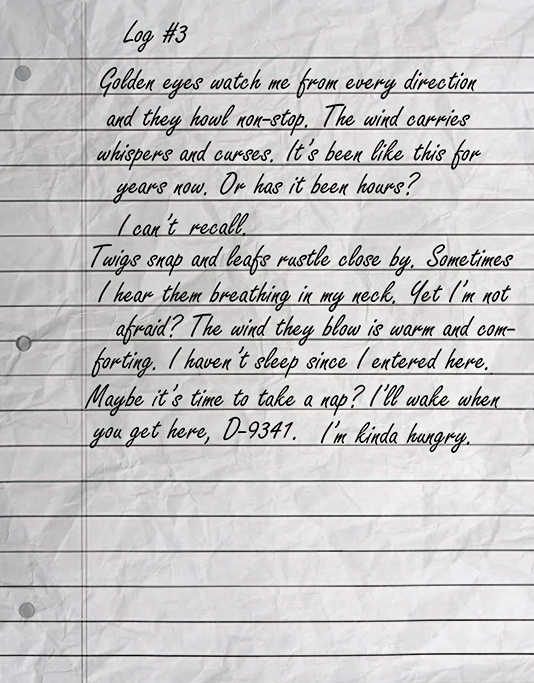 Log #3
Golden eyes watch me from every direction
and they howl non-stop. The wind carries
whispers and curses. It's been like this for
years now. Or has it been hours?
I can't recall.
Twigs snap and leafs rustle close by. Sometimes
I hear them breathing in my neck. Yet I'm not
afraid? The wind they blow is warm and com-
forting. I haven't sleep since I entered here.
Maybe it's time to take a nap? I'll wake when
you get here, D-9341. I'm kinda hungry.